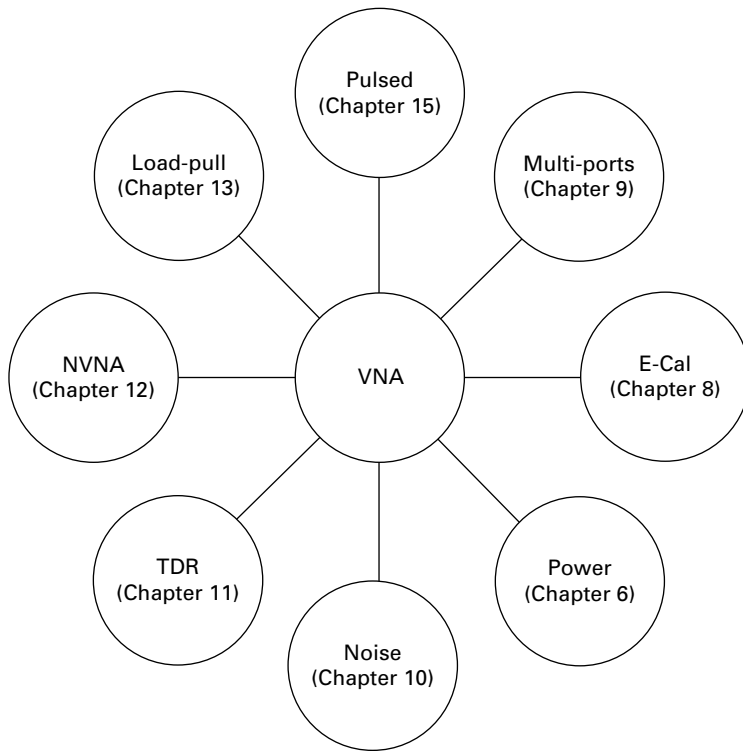 Pulsed
(Chapter 15)
Load-pull
(Chapter 13)
Multi-ports
(Chapter 9)
NVNA
(Chapter 12)
VNA
E-Cal
(Chapter 8)
TDR
(Chapter 11)
Power
(Chapter 6)
Noise
(Chapter 10)